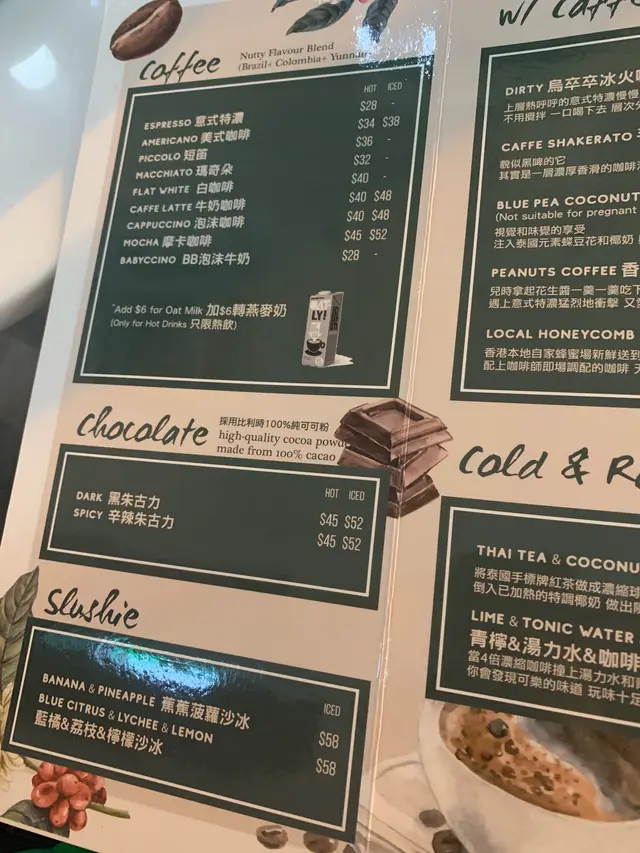 Coffee
Nutty Flavour Blend
(Brazil+ Colombia+ Yunnan)
HOT ICED
ESPRESSO 意式特濃 $28 -
AMERICANO 美式咖啡 $34 $38
PICCOLO 短笛 $36 -
MACCHIATO 瑪奇朵 $32 -
FLAT WHITE 白咖啡 $40 -
CAFFE LATTE 牛奶咖啡 $40 $48
CAPPUCCINO 泡沫咖啡 $40 $48
MOCHA 摩卡咖啡 $45 $52
BABYCCINO BB泡沫牛奶 $28 -
*Add $6 for Oat Milk 加$6轉燕麥奶
(Only for Hot Drinks 只限熱飲)
Chocolate
採用比利時100%純可可粉
high-quality cocoa powd
made from 100% cacao
HOT ICED
DARK 黑朱古力 $45 $52
SPICY 辛辣朱古力 $45 $52
Slushie
ICED
BANANA & PINEAPPLE 蕉蕉菠蘿沙冰 $58
BLUE CITRUS & LYCHEE & LEMON
藍橘&荔枝&檸檬沙冰 $58
w/ Caff
DIRTY 烏卒卒冰火
上層熱呼呼的意式特濃慢慢
不用攪拌 一口喝下去 層次
CAFFE SHAKERATO
貌似黑啤的它
其實是一層濃厚香滑的咖啡
BLUE PEA COCONUT
(Not suitable for pregnant
視覺和味覺的享受
注入泰國元素蝶豆花和椰奶
PEANUTS COFFEE 香
兒時拿起花生醬一羹一羹吃下
遇上意式特濃猛烈地衝擊 又
LOCAL HONEYCOMB
香港本地自家蜂蜜場新鮮送到
配上咖啡師即場調配的咖啡 天
Cold & R
THAI TEA & COCONU
將泰國手標牌紅茶做成濃縮球
倒入已加熱的特調椰奶 做出
LIME & TONIC WATER
青檸&湯力水&咖啡
當4倍濃縮咖啡撞上湯力水和
你會發現可樂的味道 玩味十